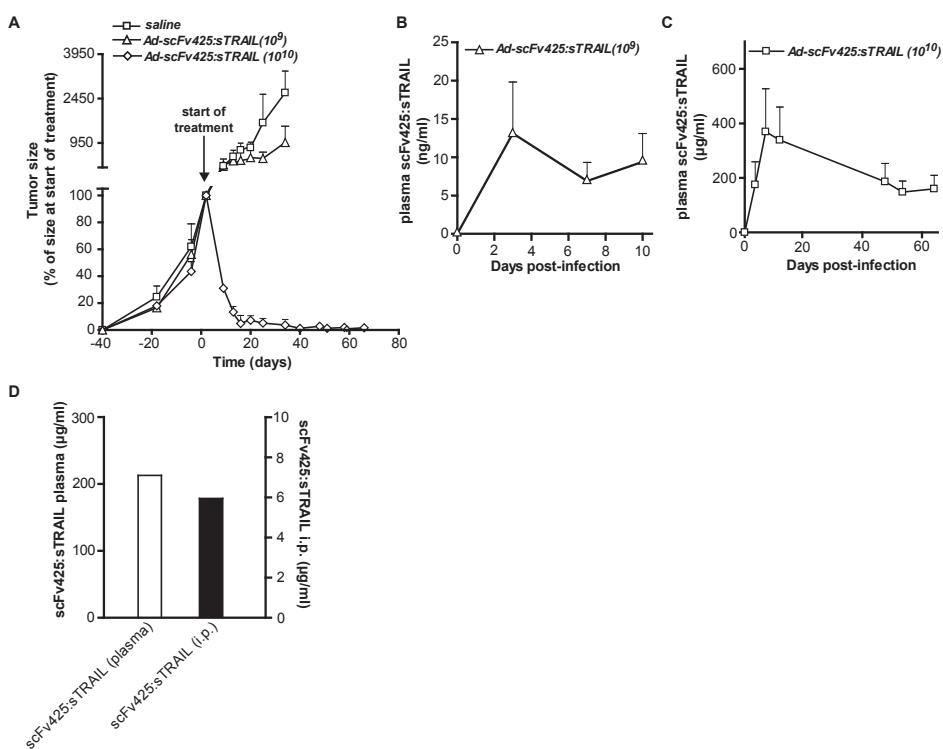 A
saline
Ad-scFv425:sTRAIL(10⁹)
Ad-scFv425:sTRAIL (10¹⁰)
3950
2450
950
start of
treatment
Tumor size
(% of size at start of treatment)
100
80
60
40
20
0
-40 -20 0 20 40 60 80
Time (days)
B
Ad-scFv425:sTRAIL(10⁹)
plasma scFv425:sTRAIL
(ng/ml)
25
20
15
10
5
0
0 2 4 6 8 10
Days post-infection
C
Ad-scFv425:sTRAIL (10¹⁰)
plasma scFv425:sTRAIL
(µg/ml)
600
400
200
0
0 20 40 60
Days post-infection
D
scFv425:sTRAIL plasma (µg/ml)
300
200
100
0
10
8
6
4
2
0
scFv425:sTRAIL i.p. (µg/ml)
scFv425:sTRAIL (plasma)
scFv425:sTRAIL (i.p.)